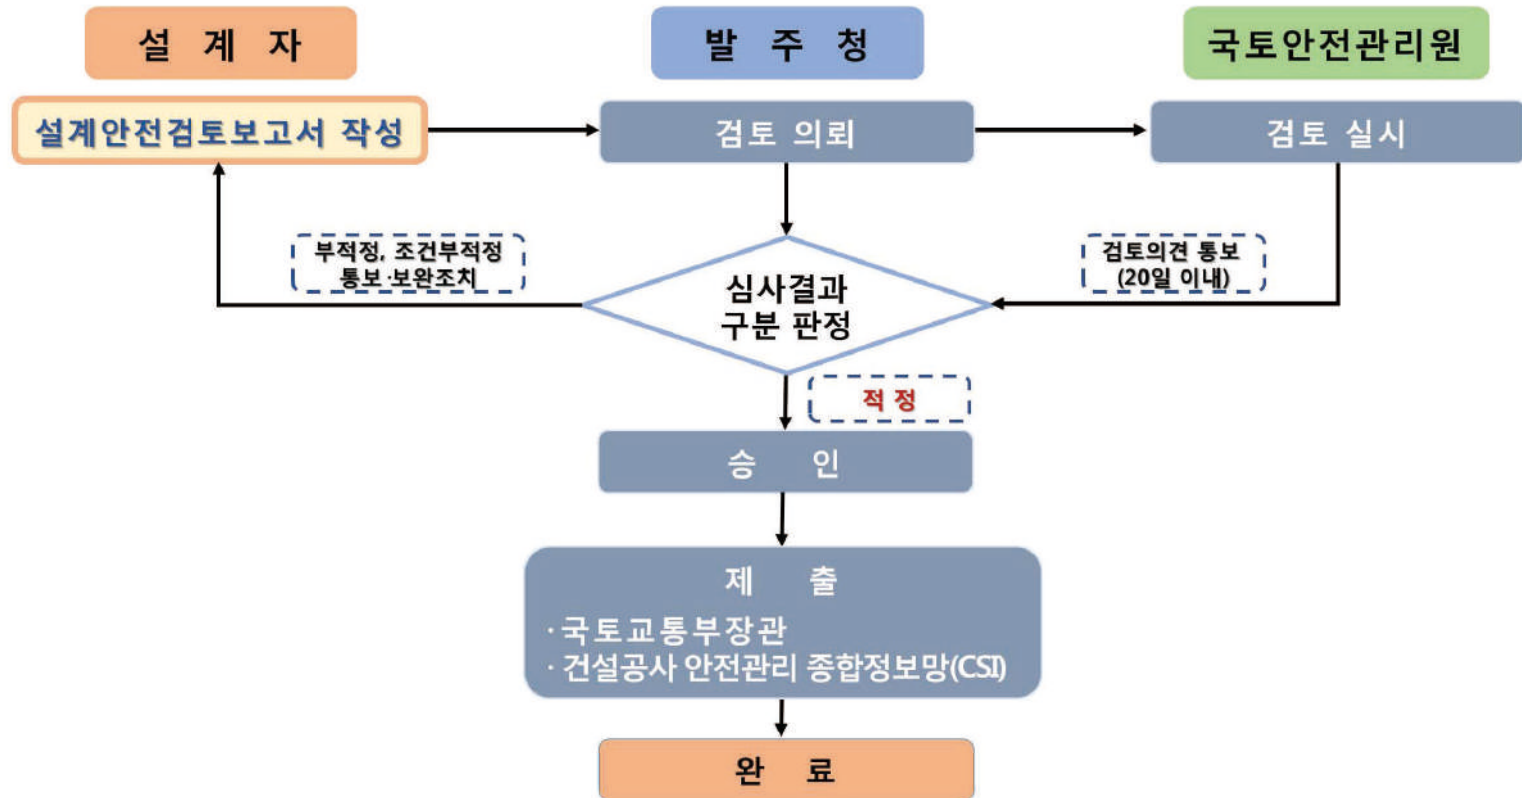 설 계 자
발 주 청
국토안전관리원
설계안전검토보고서 작성
검토 의뢰
검토 실시
부적정, 조건부적정
통보·보완조치
검토의견 통보
(20일 이내)
심사결과
구분 판정
적 정
승 인
제 출
· 국토교통부장관
· 건설공사 안전관리 종합정보망(CSI)
완 료